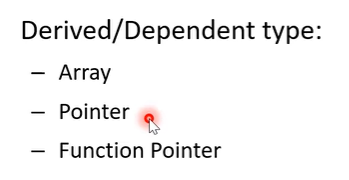 Derived/Dependent type:
– Array
– Pointer
– Function Pointer